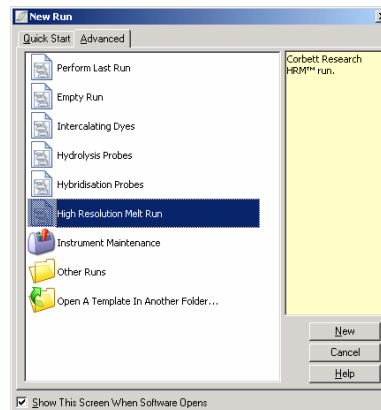 New Run
Quick Start Advanced
Perform Last Run
Empty Run
Intercalating Dyes
Hydrolysis Probes
Hybridisation Probes
High Resolution Melt Run
Instrument Maintenance
Other Runs
Open A Template In Another Folder...
Corbett Research
HRM™ run.
New
Cancel
Help
Show This Screen When Software Opens